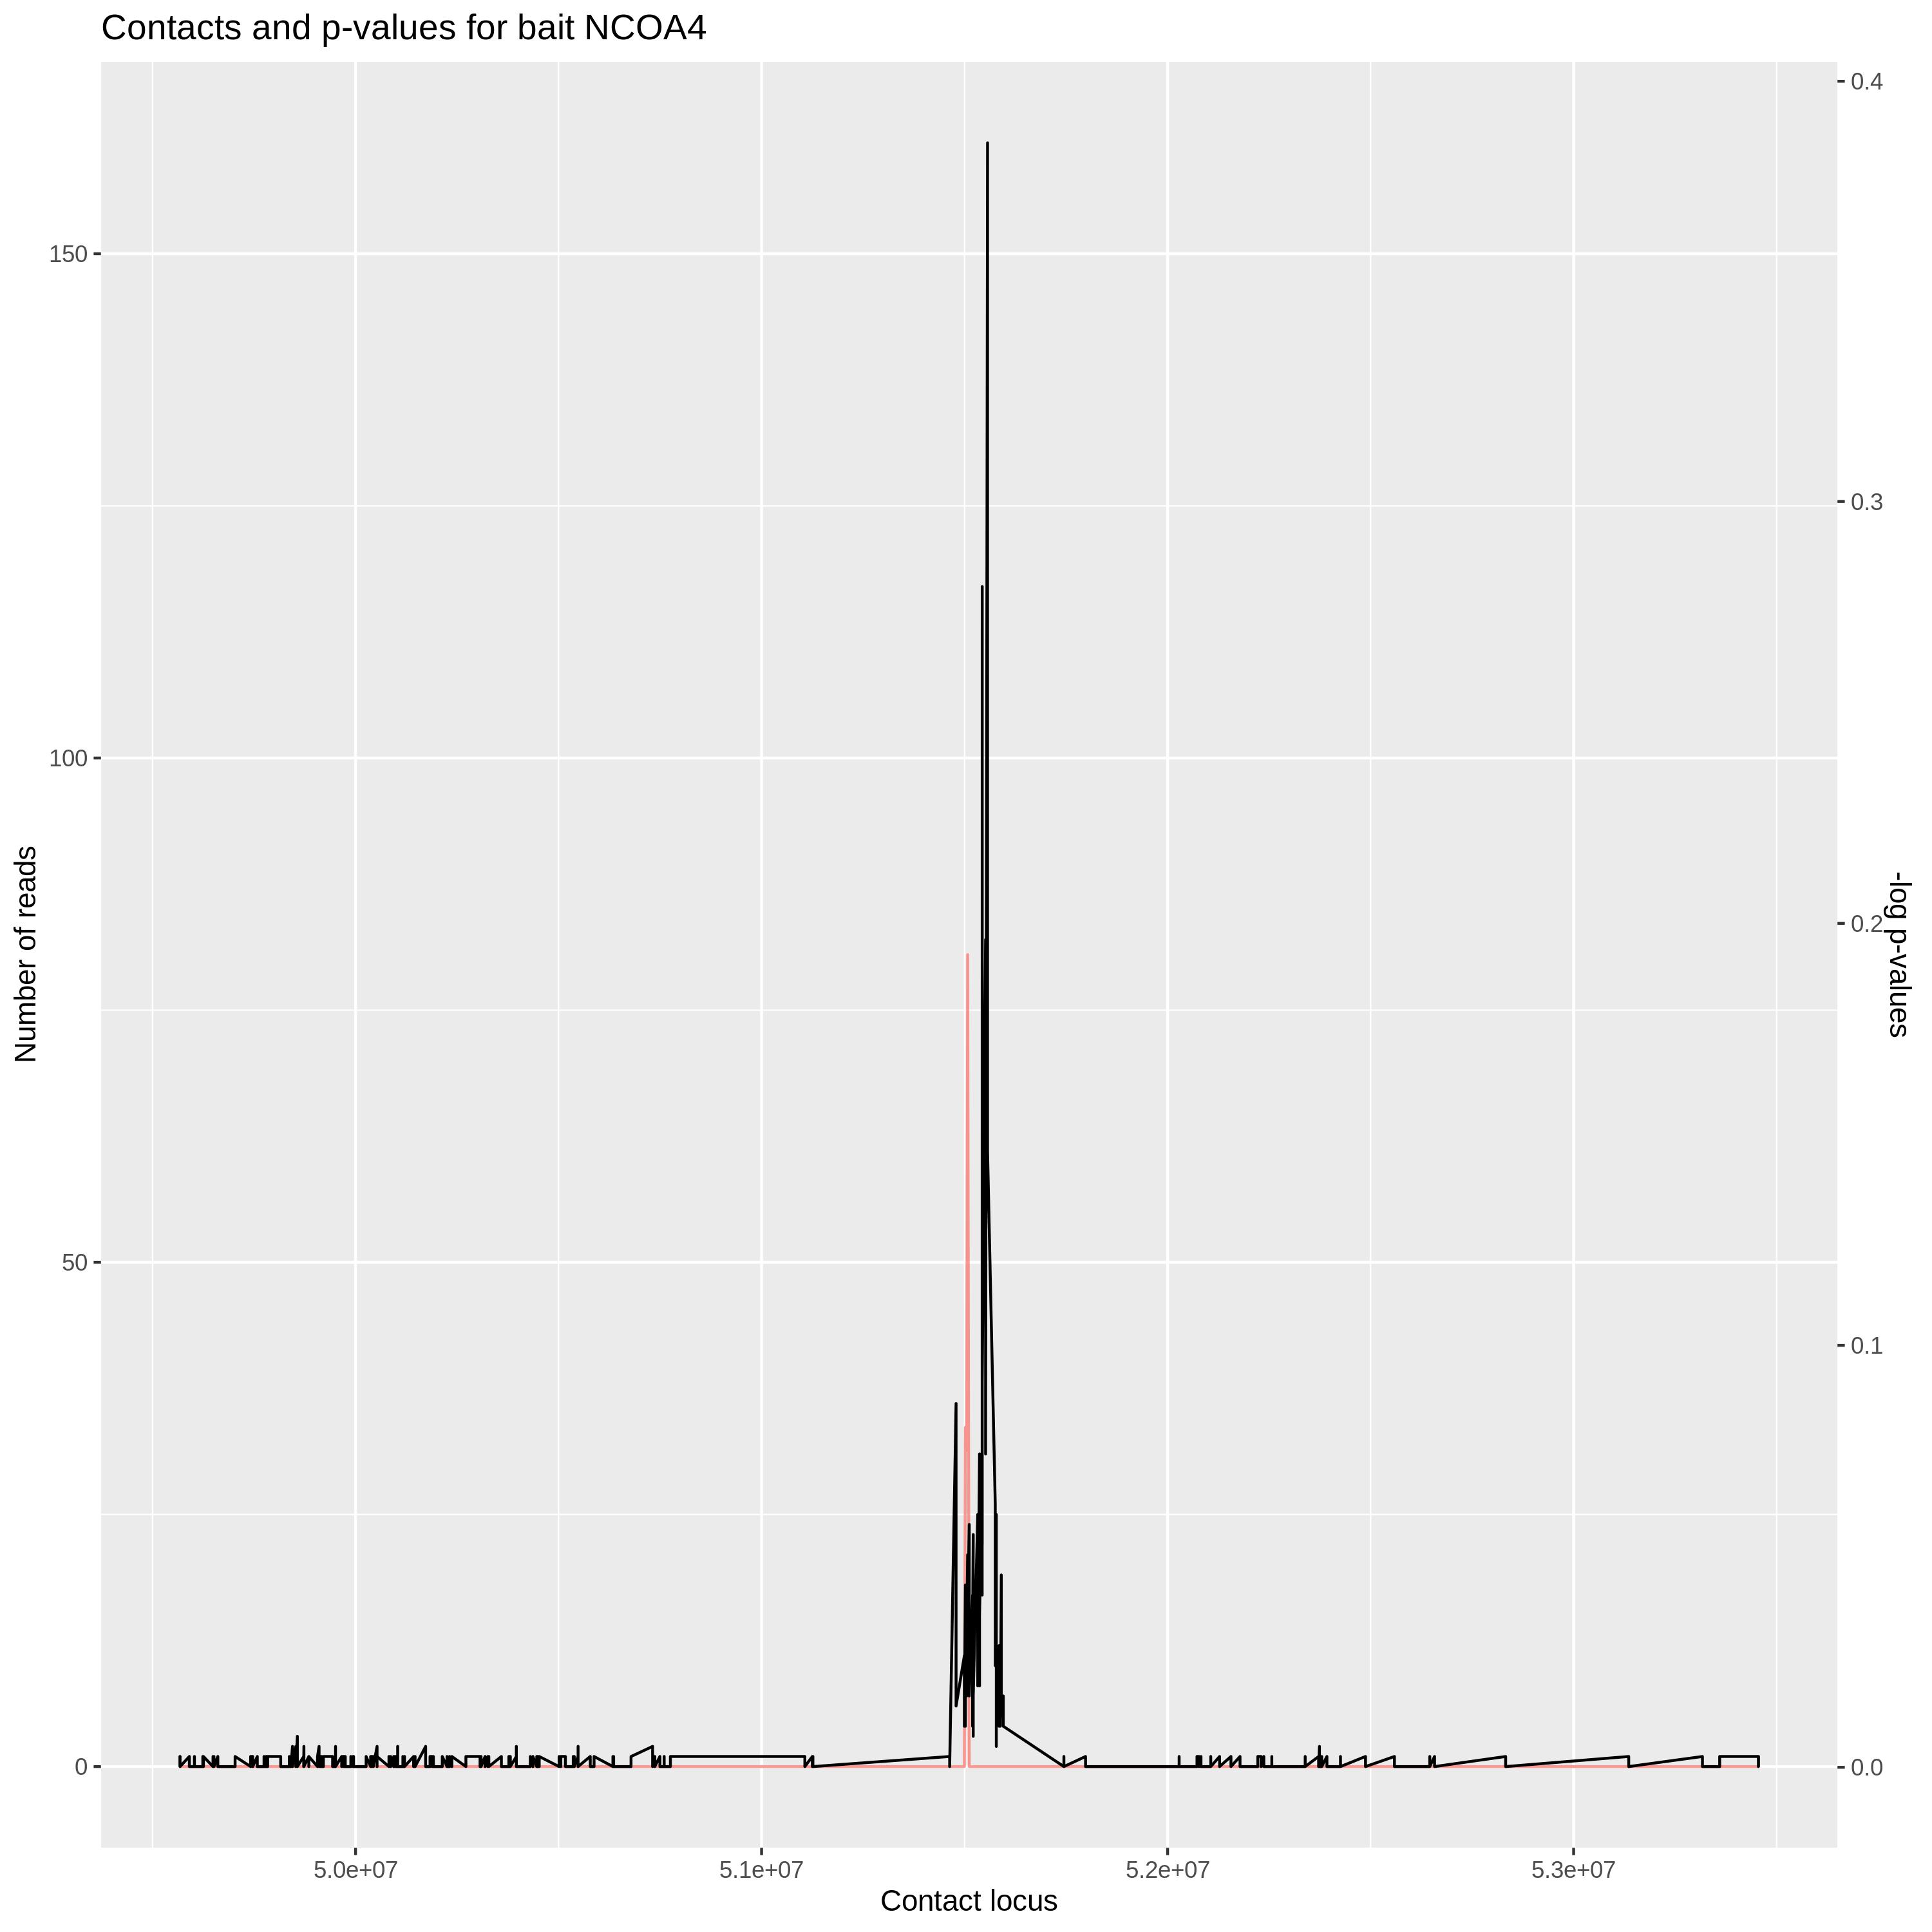 Contacts and p-values for bait NCOA4
Number of reads
150
100
50
0
0.4
0.3
0.2
0.1
0.0
-log p-values
5.0e+07
5.1e+07
5.2e+07
5.3e+07
Contact locus